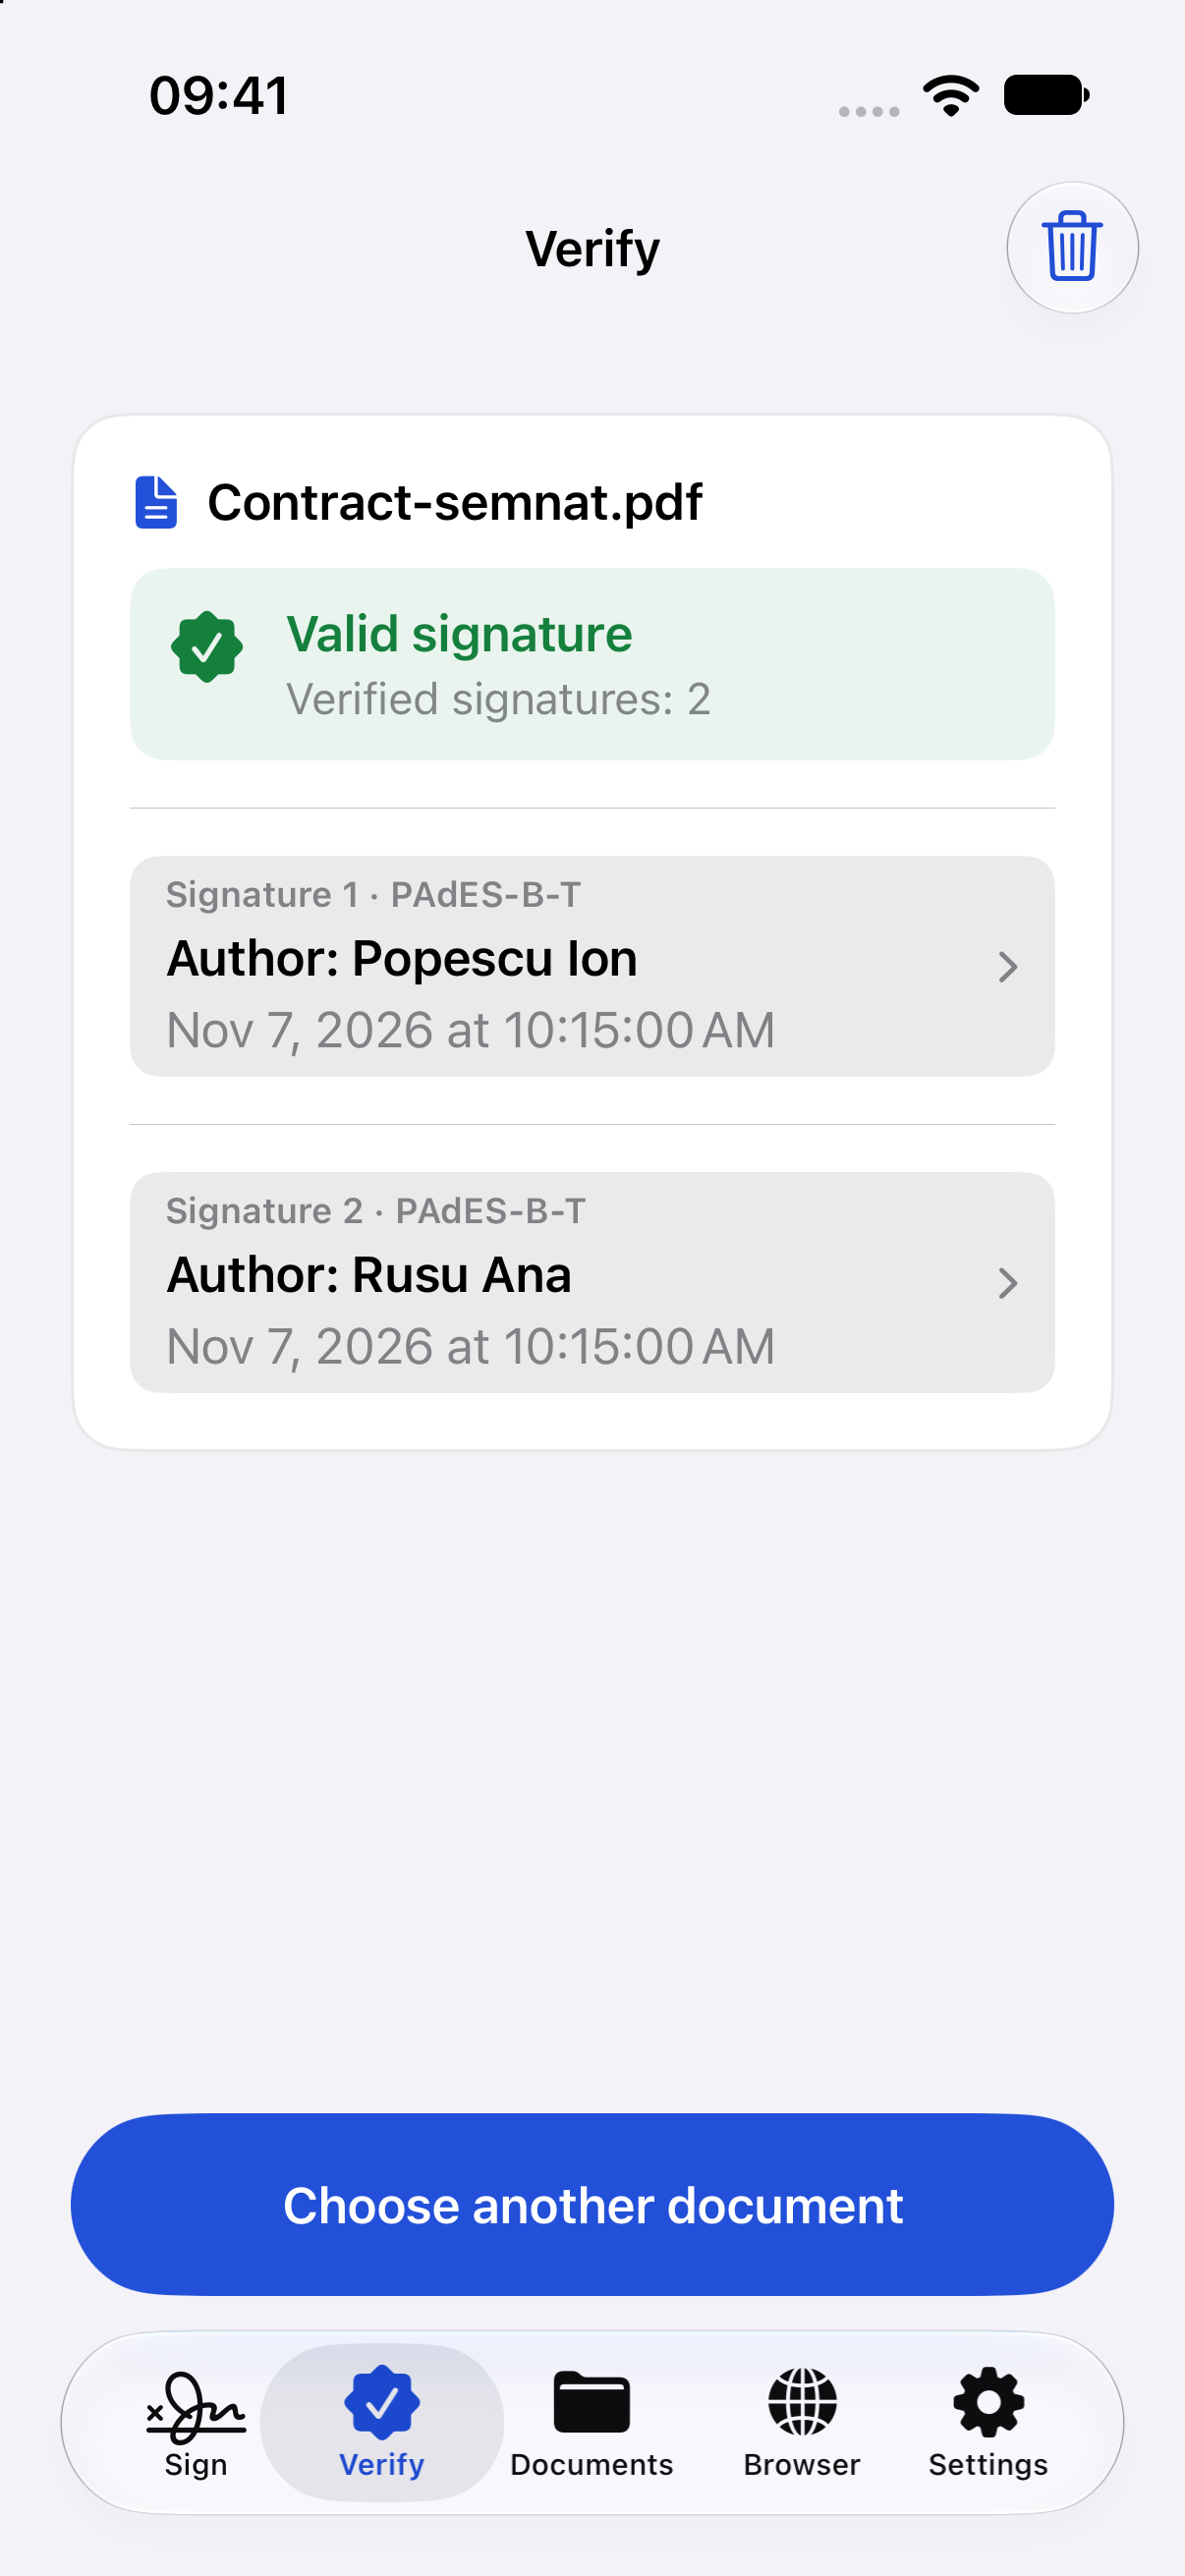 09:41
Verify
Contract-semnat.pdf
Valid signature
Verified signatures: 2
Signature 1 · PAdES-B-T
Author: Popescu Ion
Nov 7, 2026 at 10:15:00 AM
Signature 2 · PAdES-B-T
Author: Rusu Ana
Nov 7, 2026 at 10:15:00 AM
Choose another document
Sign
Verify
Documents
Browser
Settings